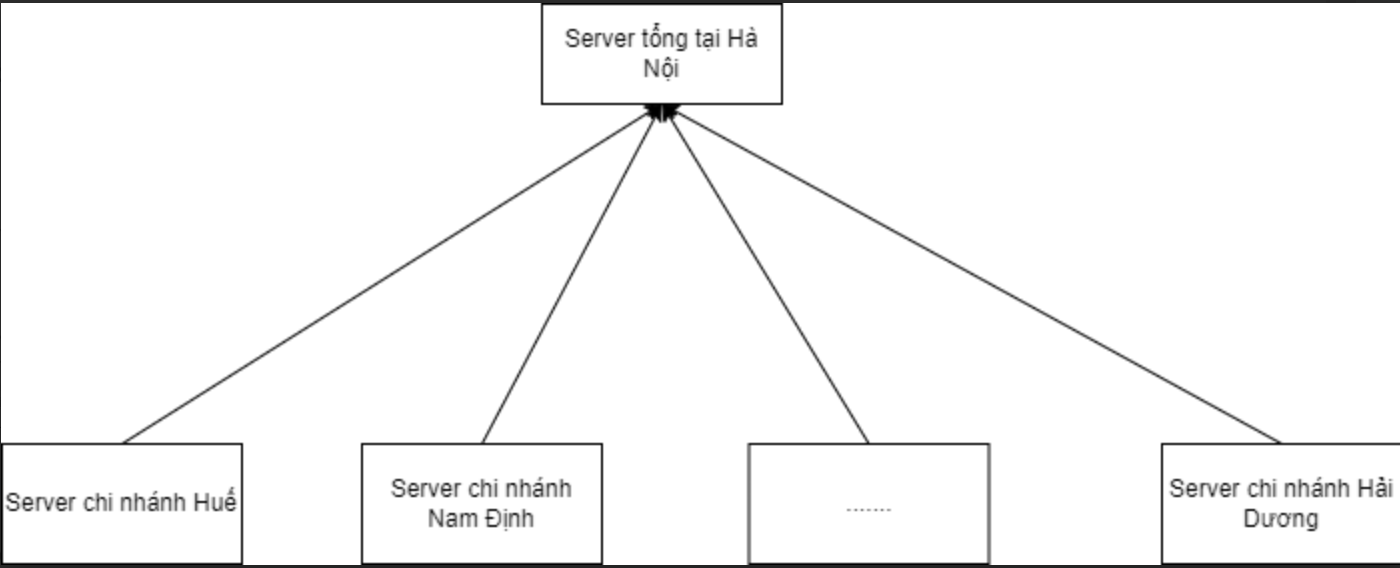 Server tổng tại Hà
Nội
Server chi nhánh Huế
Server chi nhánh
Nam Định
.......
Server chi nhánh Hải
Dương